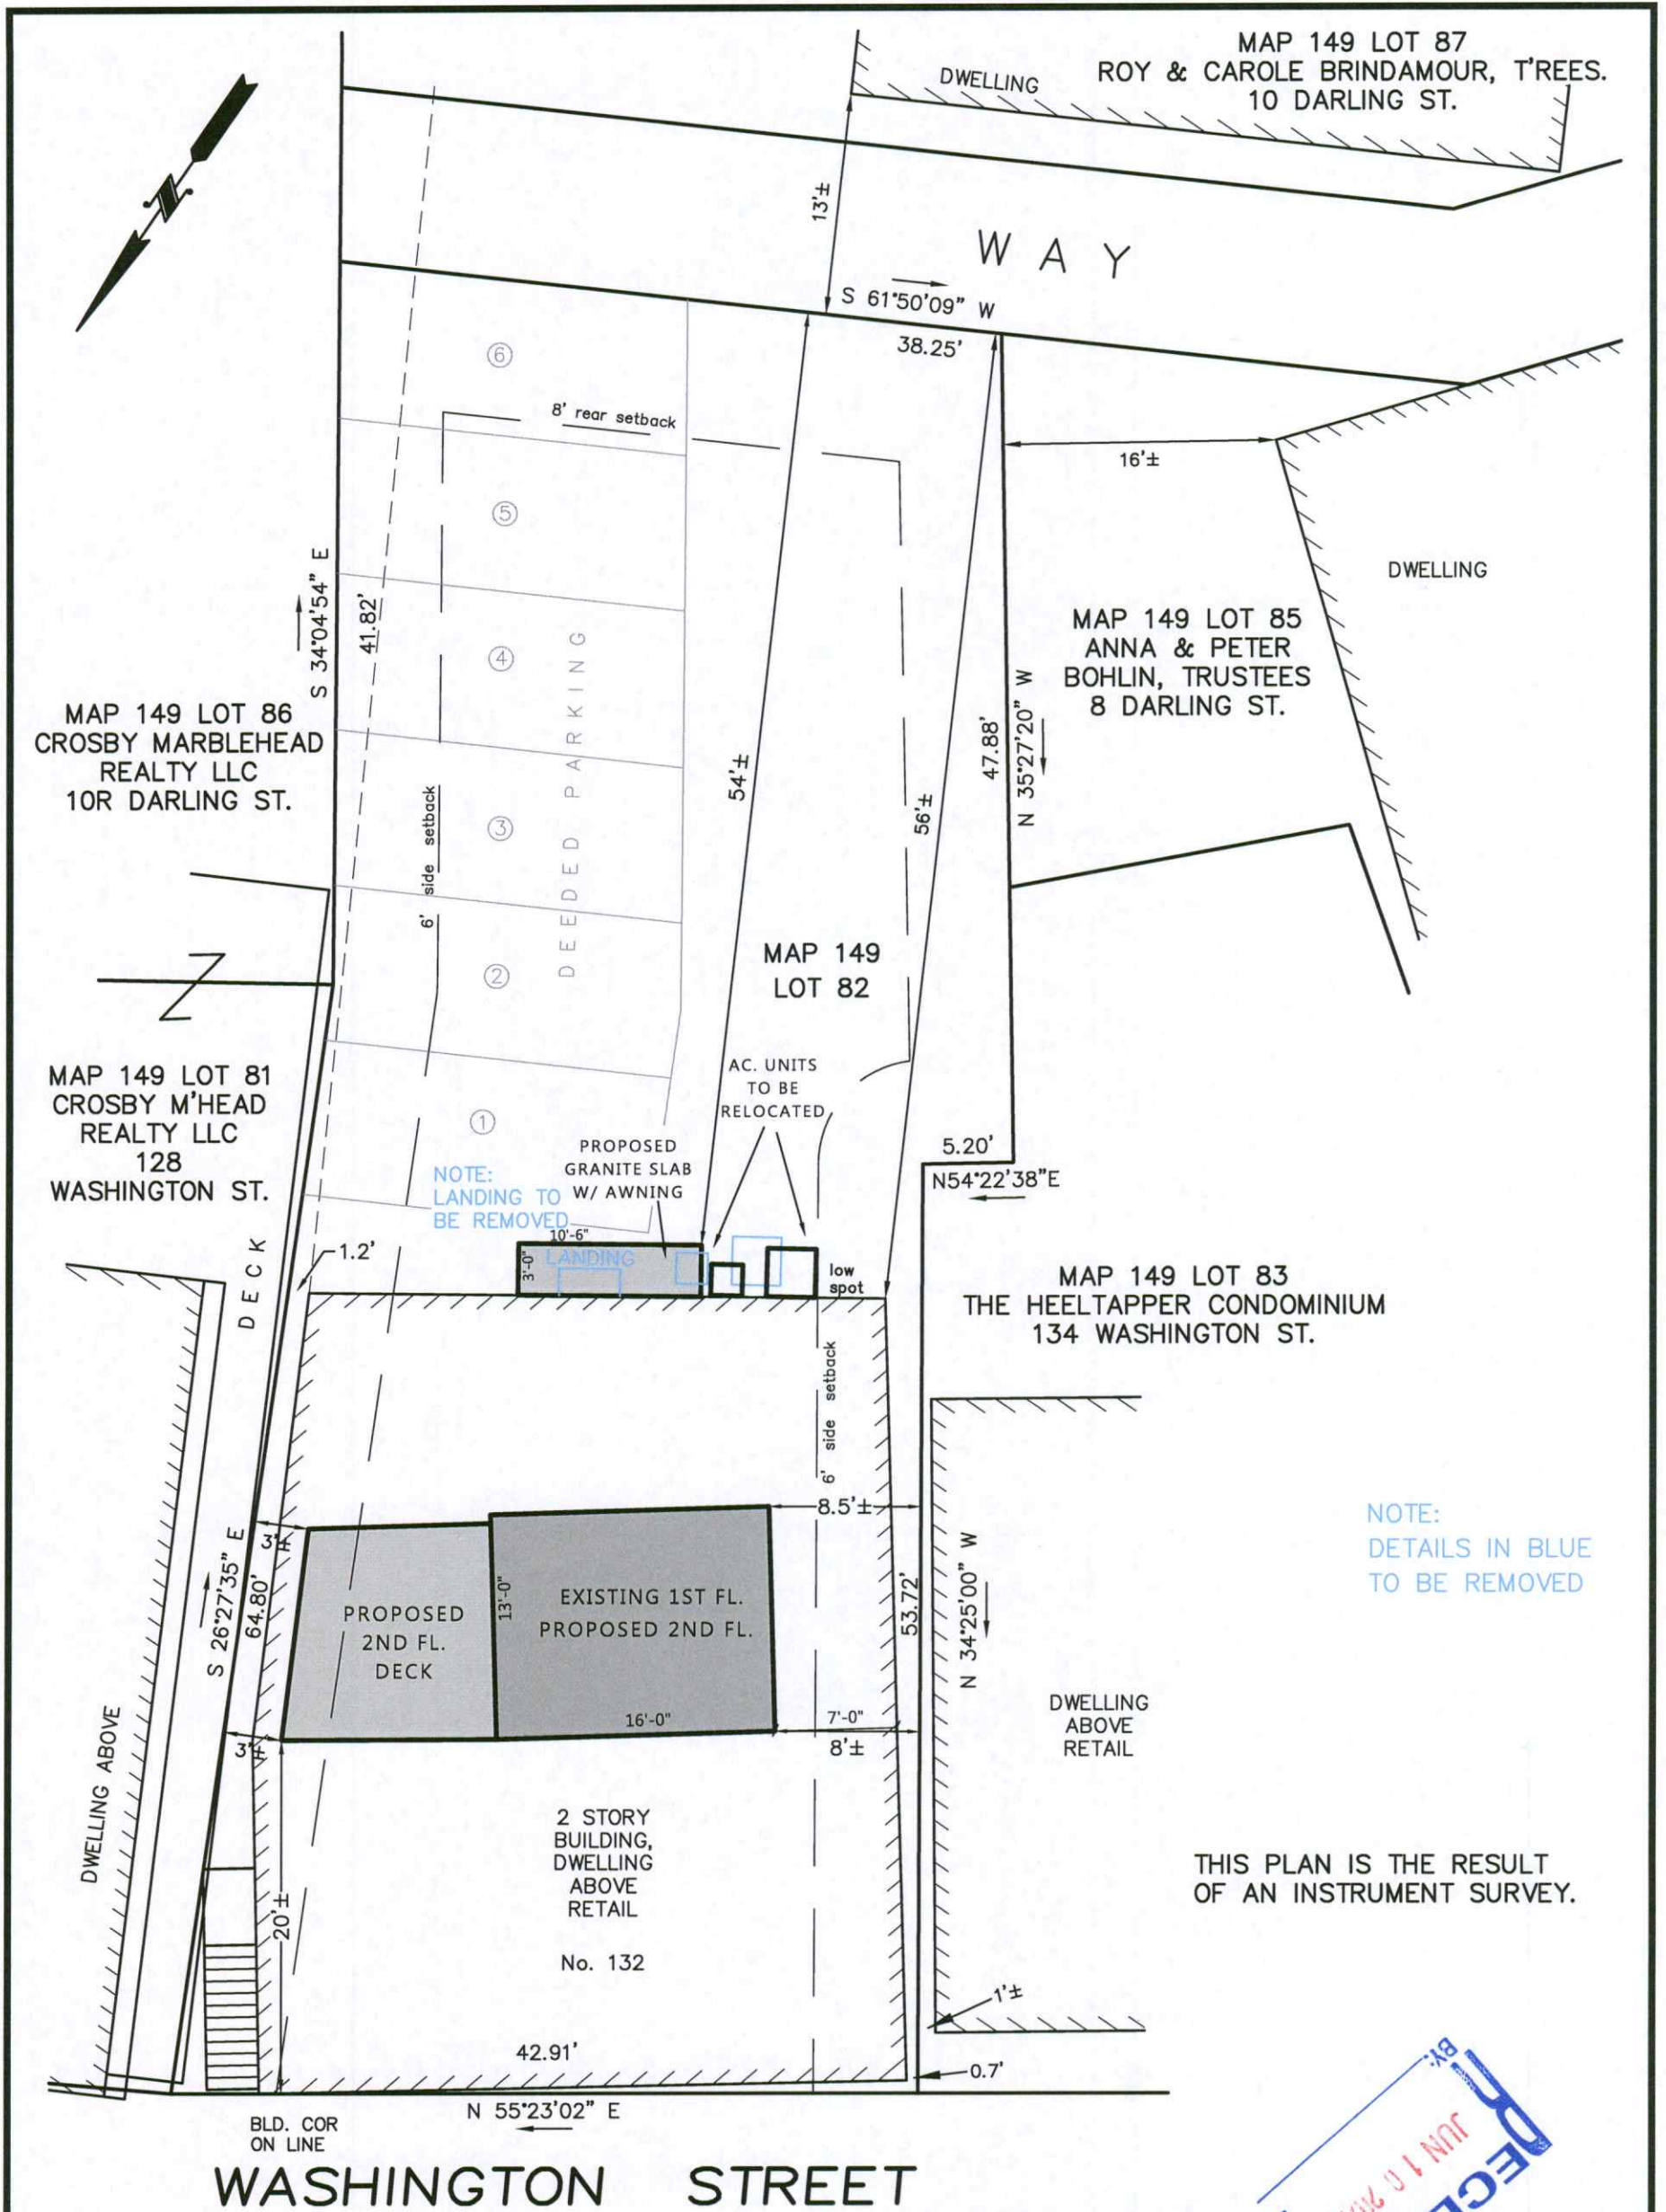 MAP 149 LOT 87
ROY & CAROLE BRINDAMOUR, T'REES.
10 DARLING ST.
DWELLING
13'±
W A Y
S 61°50'09" W
38.25'
⑥
8' rear setback
16'±
⑤
DWELLING
S 34°04'54" E
41.82'
④
DEEDED PARKING
MAP 149 LOT 85
ANNA & PETER
BOHLIN, TRUSTEES
8 DARLING ST.
MAP 149 LOT 86
CROSBY MARBLEHEAD
REALTY LLC
10R DARLING ST.
47.88'
N 35°27'20" W
54'±
56'±
③
6' side setback
②
MAP 149
LOT 82
MAP 149 LOT 81
CROSBY M'HEAD
REALTY LLC
128
WASHINGTON ST.
AC. UNITS
TO BE
RELOCATED
①
PROPOSED
GRANITE SLAB
W/ AWNING
NOTE:
LANDING TO
BE REMOVED
5.20'
N54°22'38"E
10'-6"
LANDING
3'-0"
1.2'
DECK
low
spot
MAP 149 LOT 83
THE HEELTAPPER CONDOMINIUM
134 WASHINGTON ST.
6' side setback
8.5'±
3'±
S 26°27'35" E
64.80'
PROPOSED
2ND FL.
DECK
13'-0"
EXISTING 1ST FL.
PROPOSED 2ND FL.
16'-0"
53.72'
N 34°25'00" W
NOTE:
DETAILS IN BLUE
TO BE REMOVED
7'-0"
8'±
3'±
DWELLING
ABOVE
RETAIL
DWELLING ABOVE
2 STORY
BUILDING,
DWELLING
ABOVE
RETAIL
No. 132
20'±
THIS PLAN IS THE RESULT
OF AN INSTRUMENT SURVEY.
1'±
42.91'
0.7'
N 55°23'02" E
BLD. COR
ON LINE
WASHINGTON STREET
BY:
JUN 10